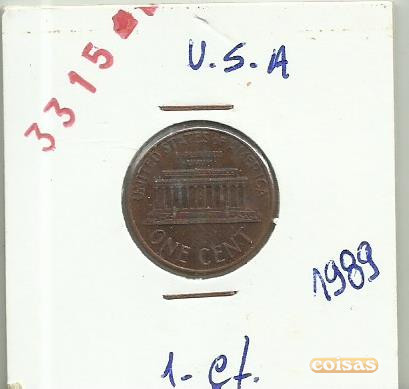 3315
U.S.A
UNITED STATES OF AMERICA
ONE CENT
1989
1-ct.
coisas